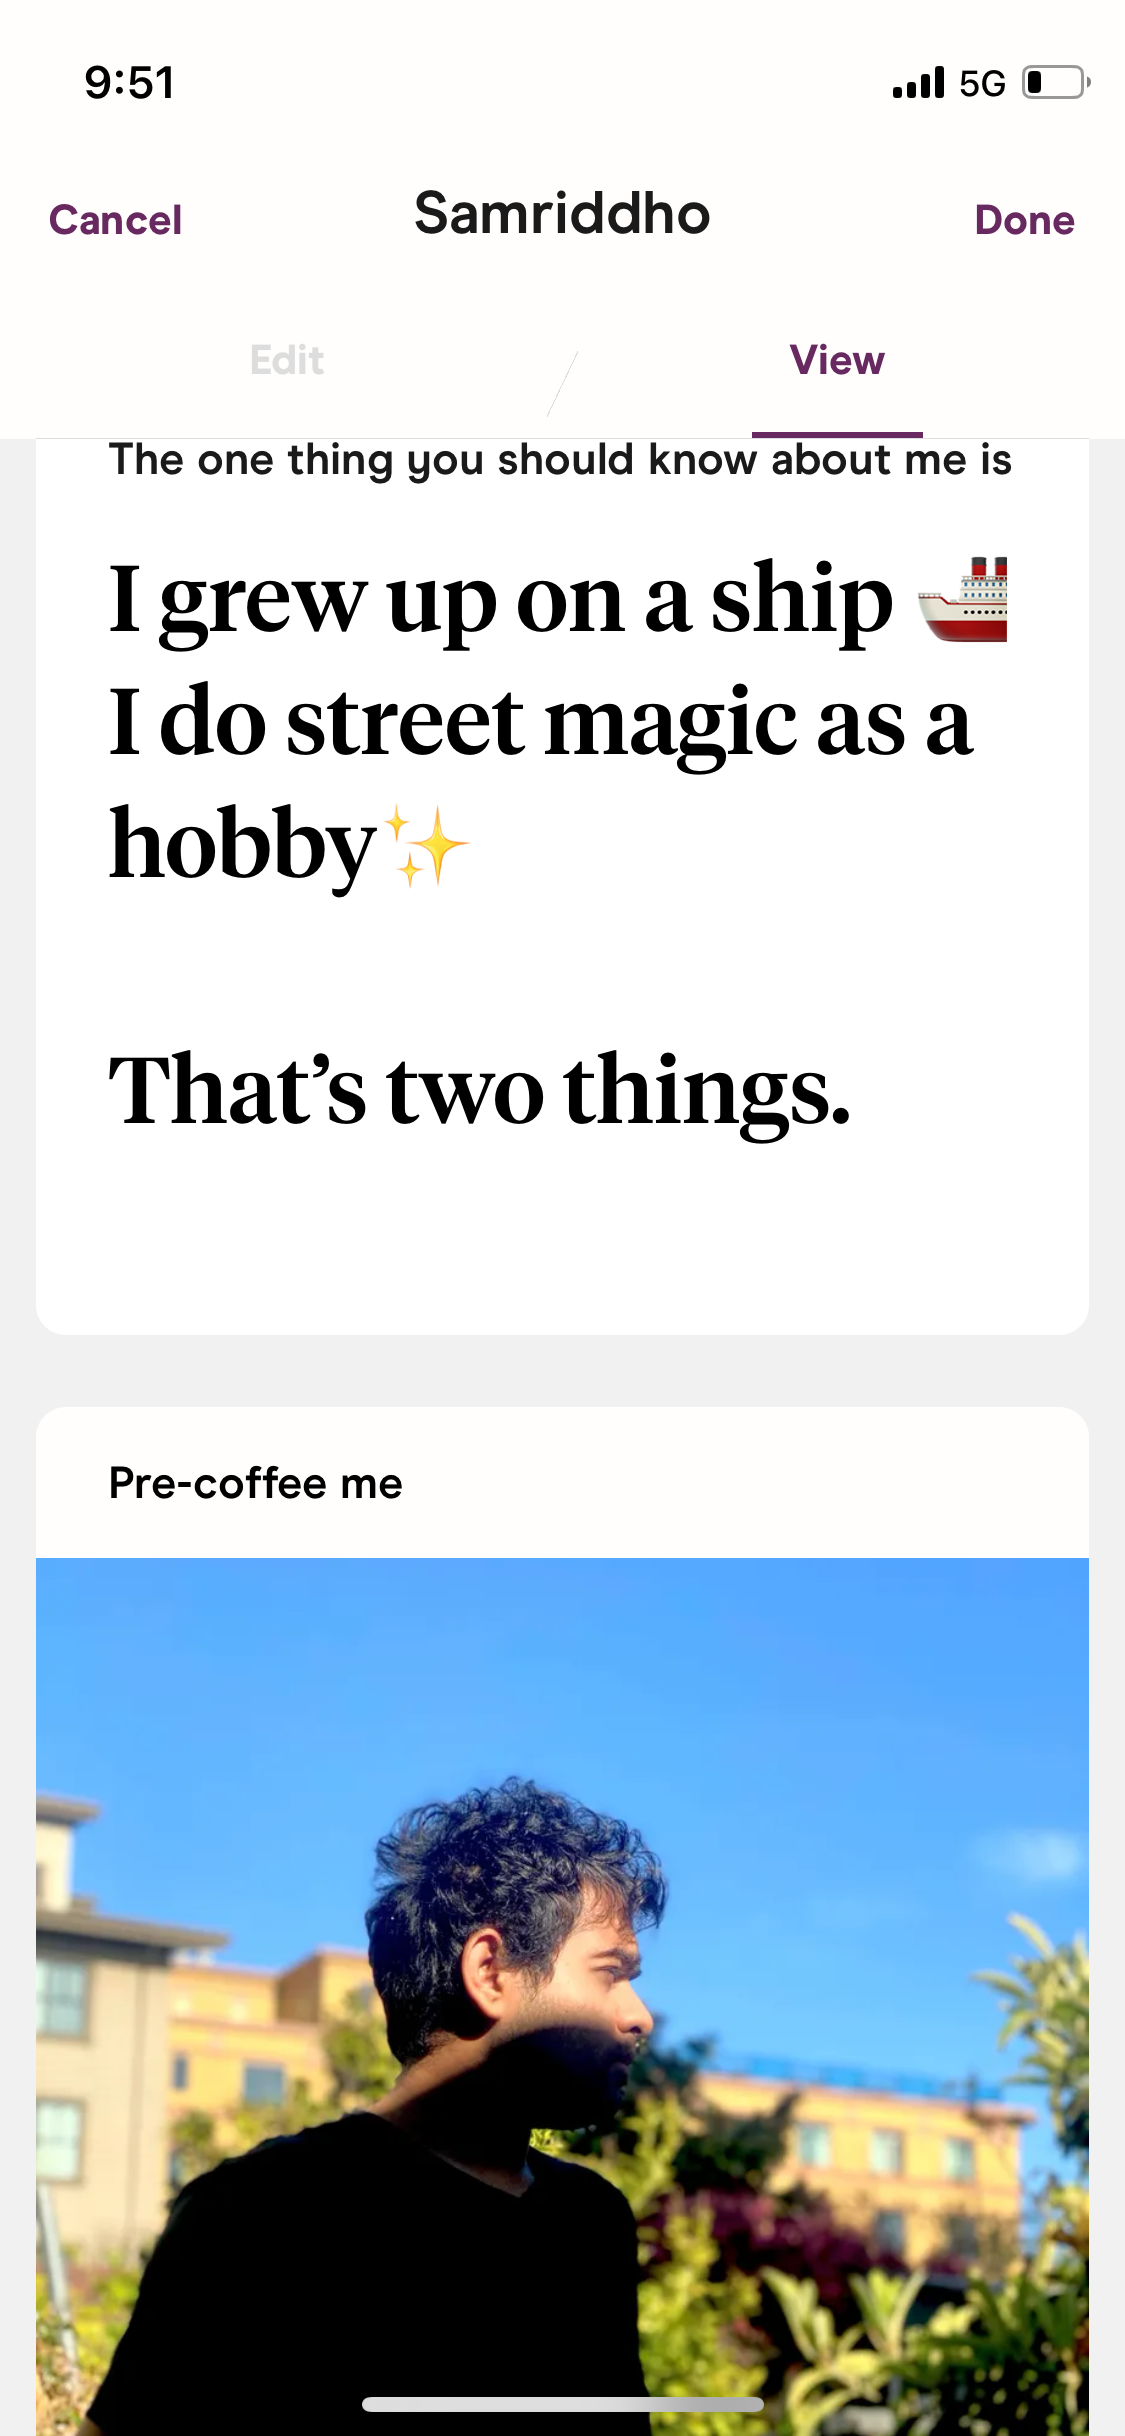 9:51 5G
Cancel Samriddho Done
Edit View
The one thing you should know about me is
I grew up on a ship 🚢
I do street magic as a
hobby✨
That’s two things.
Pre-coffee me